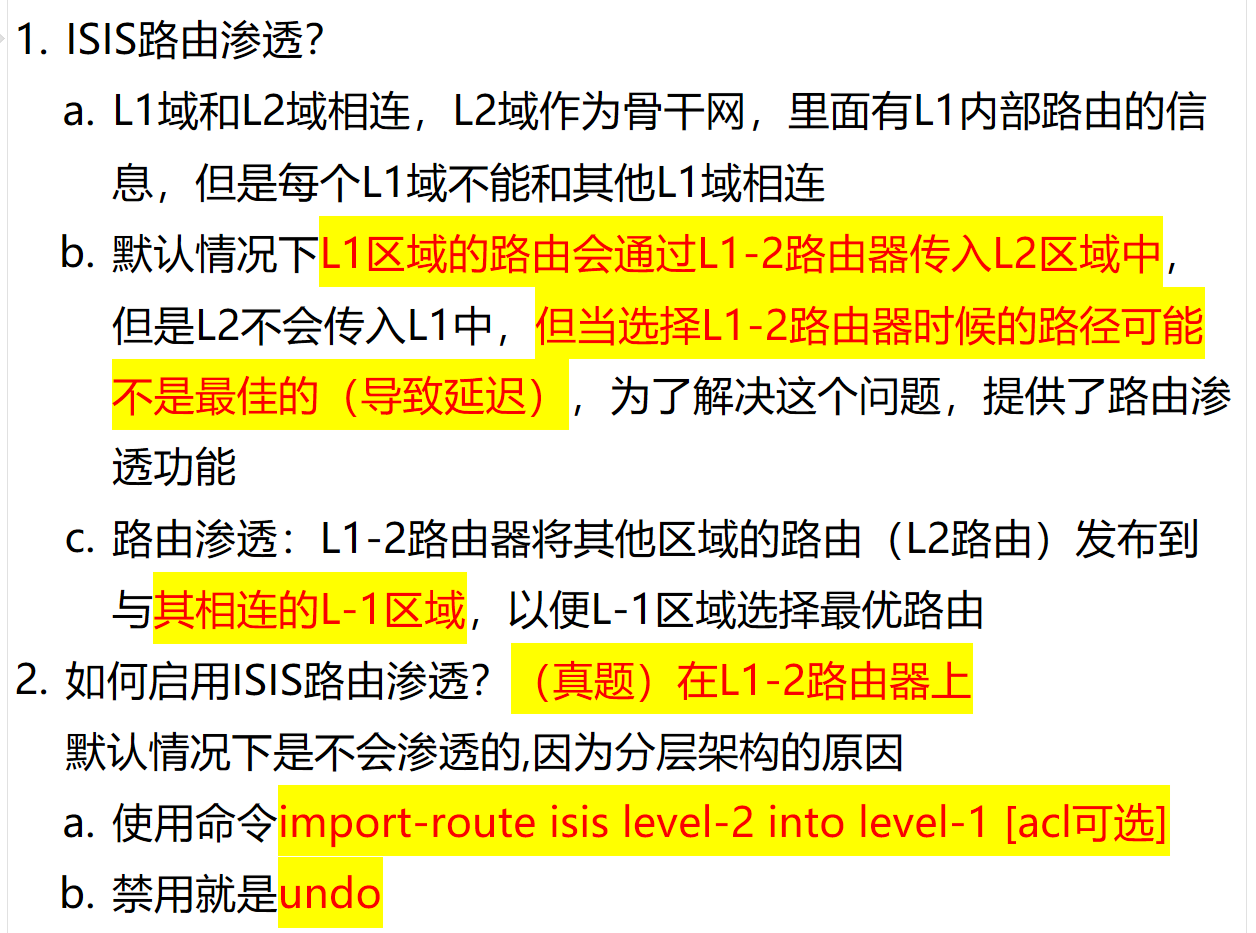 1. ISIS路由渗透？
a. L1域和L2域相连，L2域作为骨干网，里面有L1内部路由的信
息，但是每个L1域不能和其他L1域相连
b. 默认情况下L1区域的路由会通过L1-2路由器传入L2区域中，
但是L2不会传入L1中，但当选择L1-2路由器时候的路径可能
不是最佳的（导致延迟），为了解决这个问题，提供了路由渗
透功能
c. 路由渗透：L1-2路由器将其他区域的路由（L2路由）发布到
与其相连的L-1区域，以便L-1区域选择最优路由
2. 如何启用ISIS路由渗透？（真题）在L1-2路由器上
默认情况下是不会渗透的,因为分层架构的原因
a. 使用命令import-route isis level-2 into level-1 [acl可选]
b. 禁用就是undo